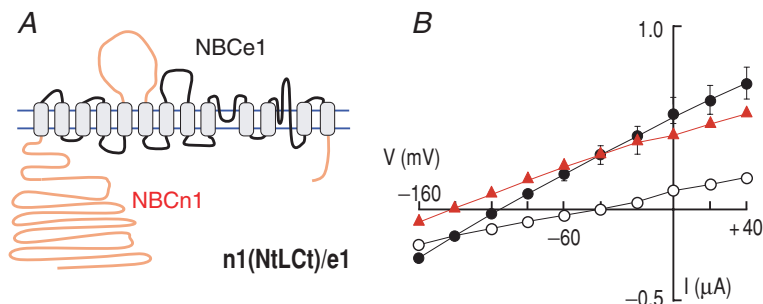 A
NBCe1
NBCn1
n1(NtLCt)/e1
B
1.0
V (mV)
−160
−60
+40
−0.5
I (μA)